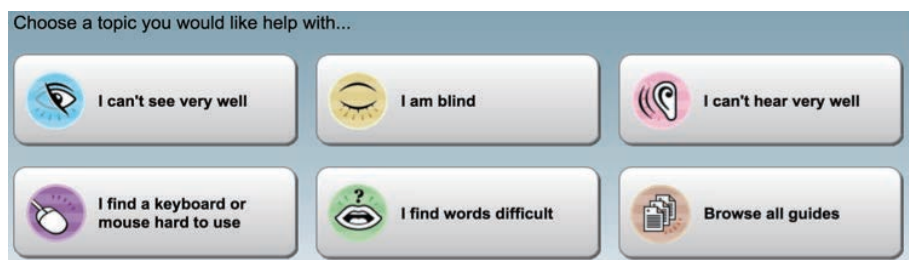 Choose a topic you would like help with...
I can't see very well
I am blind
I can't hear very well
I find a keyboard or
mouse hard to use
I find words difficult
Browse all guides